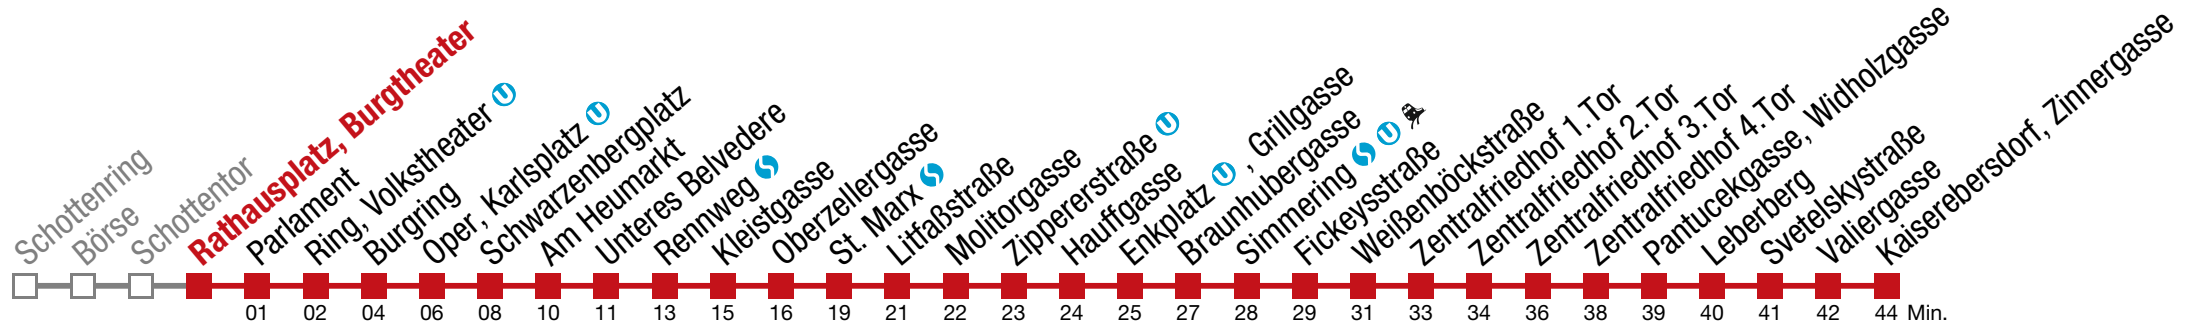 Schottenring
Börse
Schottentor
Rathausplatz, Burgtheater
Parlament
Ring, Volkstheater U
Burgring
Oper, Karlsplatz U
Schwarzenbergplatz
Am Heumarkt
Unteres Belvedere
Rennweg S
Kleistgasse
Oberzellergasse
St. Marx S
Litfaßstraße
Molitorgasse
Zippererstraße U
Hauffgasse
Enkplatz U , Grillgasse
Braunhubergasse
Simmering S U
Fickeysstraße
Weißenböckstraße
Zentralfriedhof 1.Tor
Zentralfriedhof 2.Tor
Zentralfriedhof 3.Tor
Zentralfriedhof 4.Tor
Pantucekgasse, Widholzgasse
Leberberg
Svetelskystraße
Valiergasse
Kaiserebersdorf, Zinnergasse
01 02 04 06 08 10 11 13 15 16 19 21 22 23 24 25 27 28 29 31 33 34 36 38 39 40 41 42 44 Min.